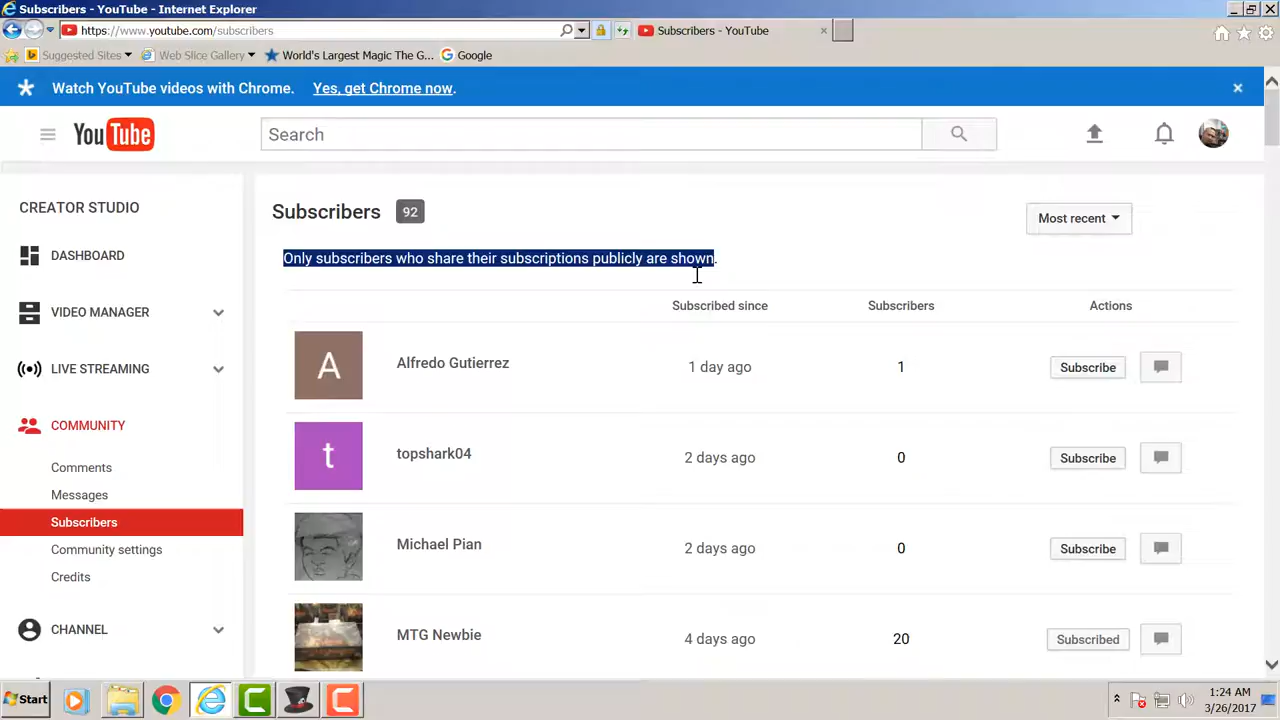 Subscribers - YouTube - Internet Explorer
https://www.youtube.com/subscribers
Subscribers - YouTube
Suggested Sites
Web Slice Gallery
World's Largest Magic The G...
Google
Watch YouTube videos with Chrome. Yes, get Chrome now.
YouTube
Search
CREATOR STUDIO
DASHBOARD
VIDEO MANAGER
LIVE STREAMING
COMMUNITY
Comments
Messages
Subscribers
Community settings
Credits
CHANNEL
Subscribers 92
Most recent
Only subscribers who share their subscriptions publicly are shown.
Subscribed since Subscribers Actions
A Alfredo Gutierrez 1 day ago 1 Subscribe
t topshark04 2 days ago 0 Subscribe
Michael Pian 2 days ago 0 Subscribe
MTG Newbie 4 days ago 20 Subscribed
Start
1:24 AM
3/26/2017